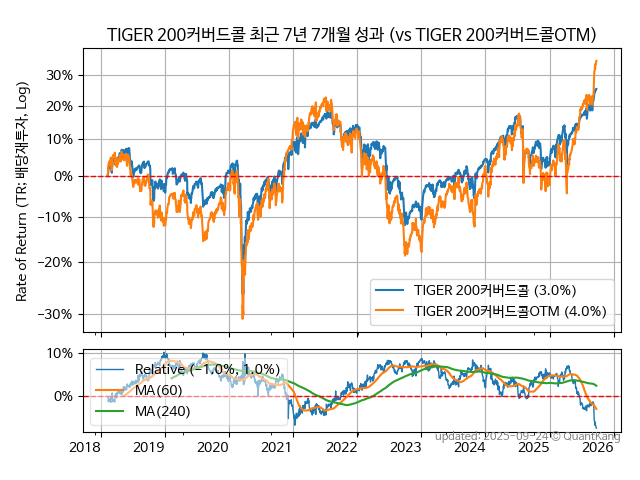 TIGER 200커버드콜 최근 7년 7개월 성과 (vs TIGER 200커버드콜OTM)
Rate of Return (TR: 배당재투자, Log)
30%
20%
10%
0%
−10%
−20%
−30%
TIGER 200커버드콜 (3.0%)
TIGER 200커버드콜OTM (4.0%)
10%
0%
Relative (−1.0%, 1.0%)
MA(60)
MA(240)
updated: 2025-09-24 © QuantKang
2018 2019 2020 2021 2022 2023 2024 2025 2026